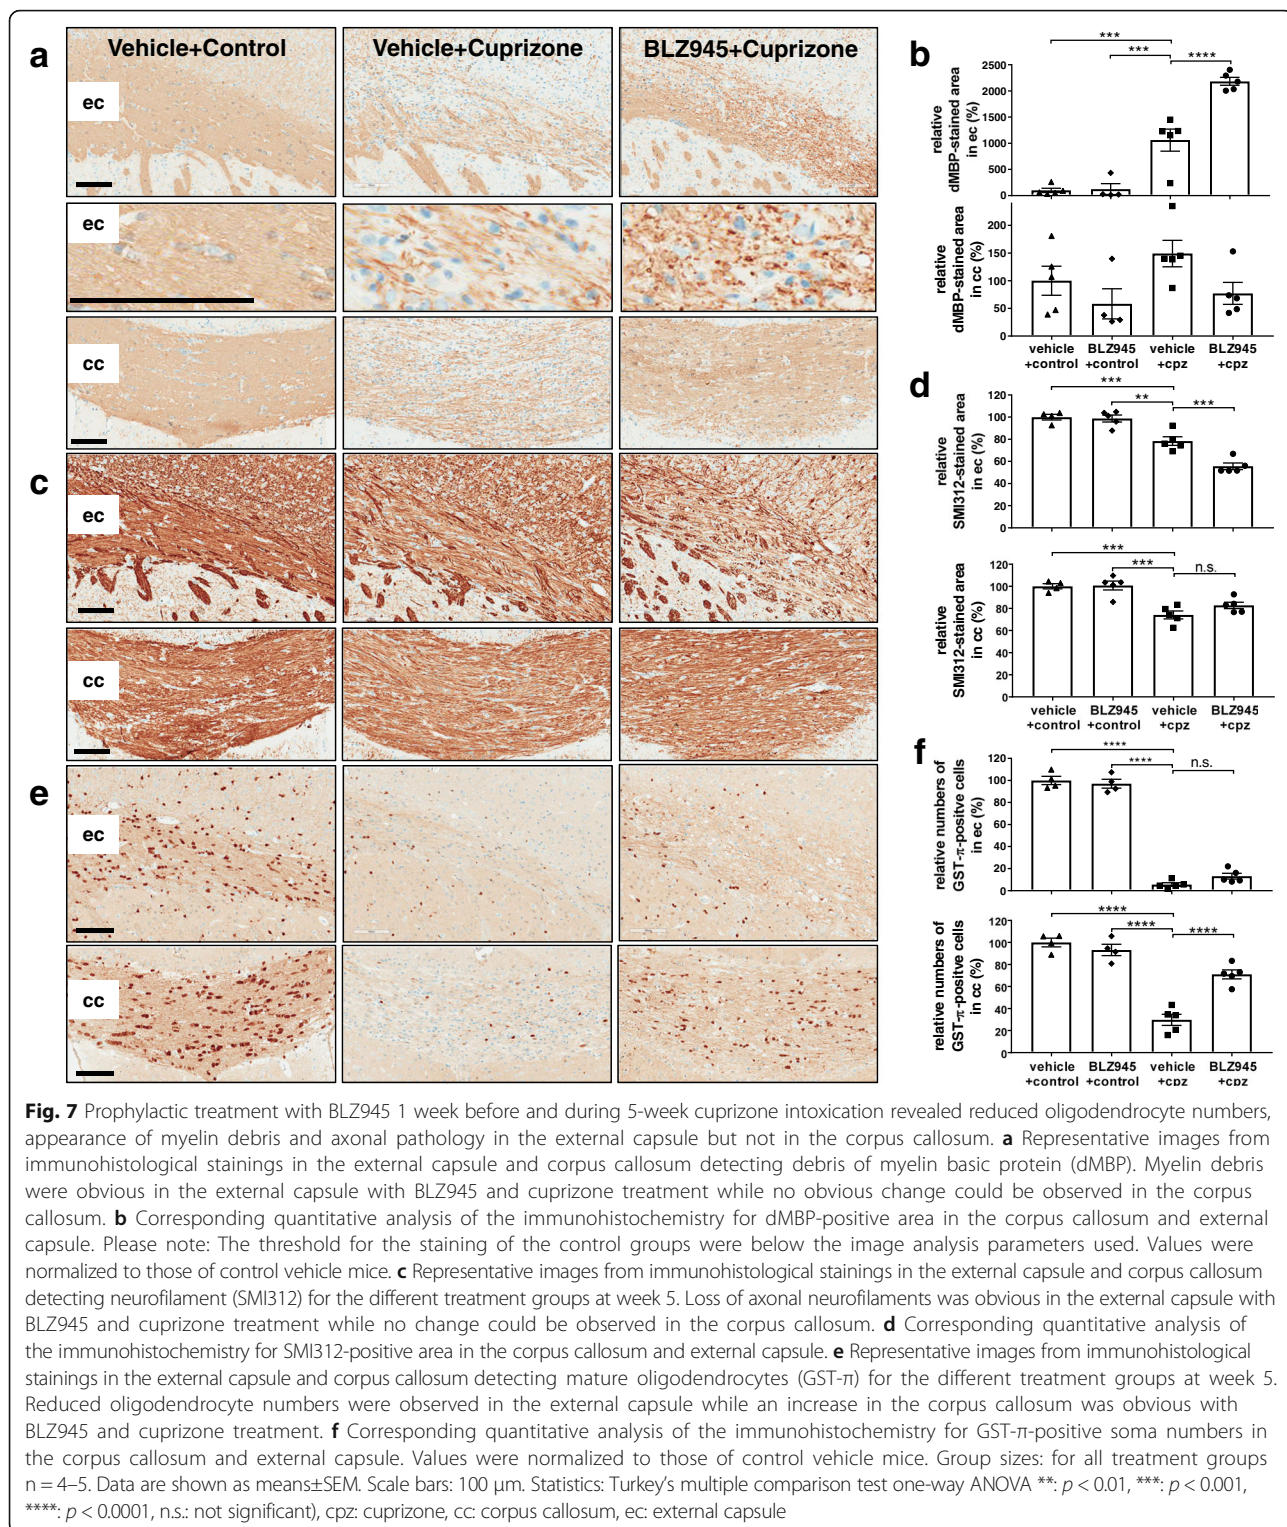 a
Vehicle+Control
Vehicle+Cuprizone
BLZ945+Cuprizone
ec
ec
cc
b
***
***
****
relative
dMBP-stained area
in ec (%)
2500
2000
1500
1000
500
0
relative
dMBP-stained area
in cc (%)
150
100
50
0
vehicle
+control
BLZ945
+control
vehicle
+cpz
BLZ945
+cpz
c
ec
cc
d
***
**
***
relative
SMI312-stained area
in ec (%)
120
100
80
60
40
20
0
***
***
n.s.
relative
SMI312-stained area
in cc (%)
120
100
80
60
40
20
0
vehicle
+control
BLZ945
+control
vehicle
+cpz
BLZ945
+cpz
e
ec
cc
f
****
****
n.s.
relative numbers of
GST-π-positve cells
in ec (%)
120
100
80
60
40
20
0
****
****
****
relative numbers of
GST-π-positive cells
in cc (%)
120
100
80
60
40
20
0
vehicle
+control
BLZ945
+control
vehicle
+cpz
BLZ945
+cpz
Fig. 7 Prophylactic treatment with BLZ945 1 week before and during 5-week cuprizone intoxication revealed reduced oligodendrocyte numbers,
appearance of myelin debris and axonal pathology in the external capsule but not in the corpus callosum. a Representative images from
immunohistological stainings in the external capsule and corpus callosum detecting debris of myelin basic protein (dMBP). Myelin debris
were obvious in the external capsule with BLZ945 and cuprizone treatment while no obvious change could be observed in the corpus
callosum. b Corresponding quantitative analysis of the immunohistochemistry for dMBP-positive area in the corpus callosum and external
capsule. Please note: The threshold for the staining of the control groups were below the image analysis parameters used. Values were
normalized to those of control vehicle mice. c Representative images from immunohistological stainings in the external capsule and corpus callosum
detecting neurofilament (SMI312) for the different treatment groups at week 5. Loss of axonal neurofilaments was obvious in the external capsule with
BLZ945 and cuprizone treatment while no change could be observed in the corpus callosum. d Corresponding quantitative analysis of
the immunohistochemistry for SMI312-positive area in the corpus callosum and external capsule. e Representative images from immunohistological
stainings in the external capsule and corpus callosum detecting mature oligodendrocytes (GST-π) for the different treatment groups at week 5.
Reduced oligodendrocyte numbers were observed in the external capsule while an increase in the corpus callosum was obvious with
BLZ945 and cuprizone treatment. f Corresponding quantitative analysis of the immunohistochemistry for GST-π-positive soma numbers in
the corpus callosum and external capsule. Values were normalized to those of control vehicle mice. Group sizes: for all treatment groups
n = 4–5. Data are shown as means±SEM. Scale bars: 100 μm. Statistics: Turkey's multiple comparison test one-way ANOVA **: p < 0.01, ***: p < 0.001,
****: p < 0.0001, n.s.: not significant), cpz: cuprizone, cc: corpus callosum, ec: external capsule